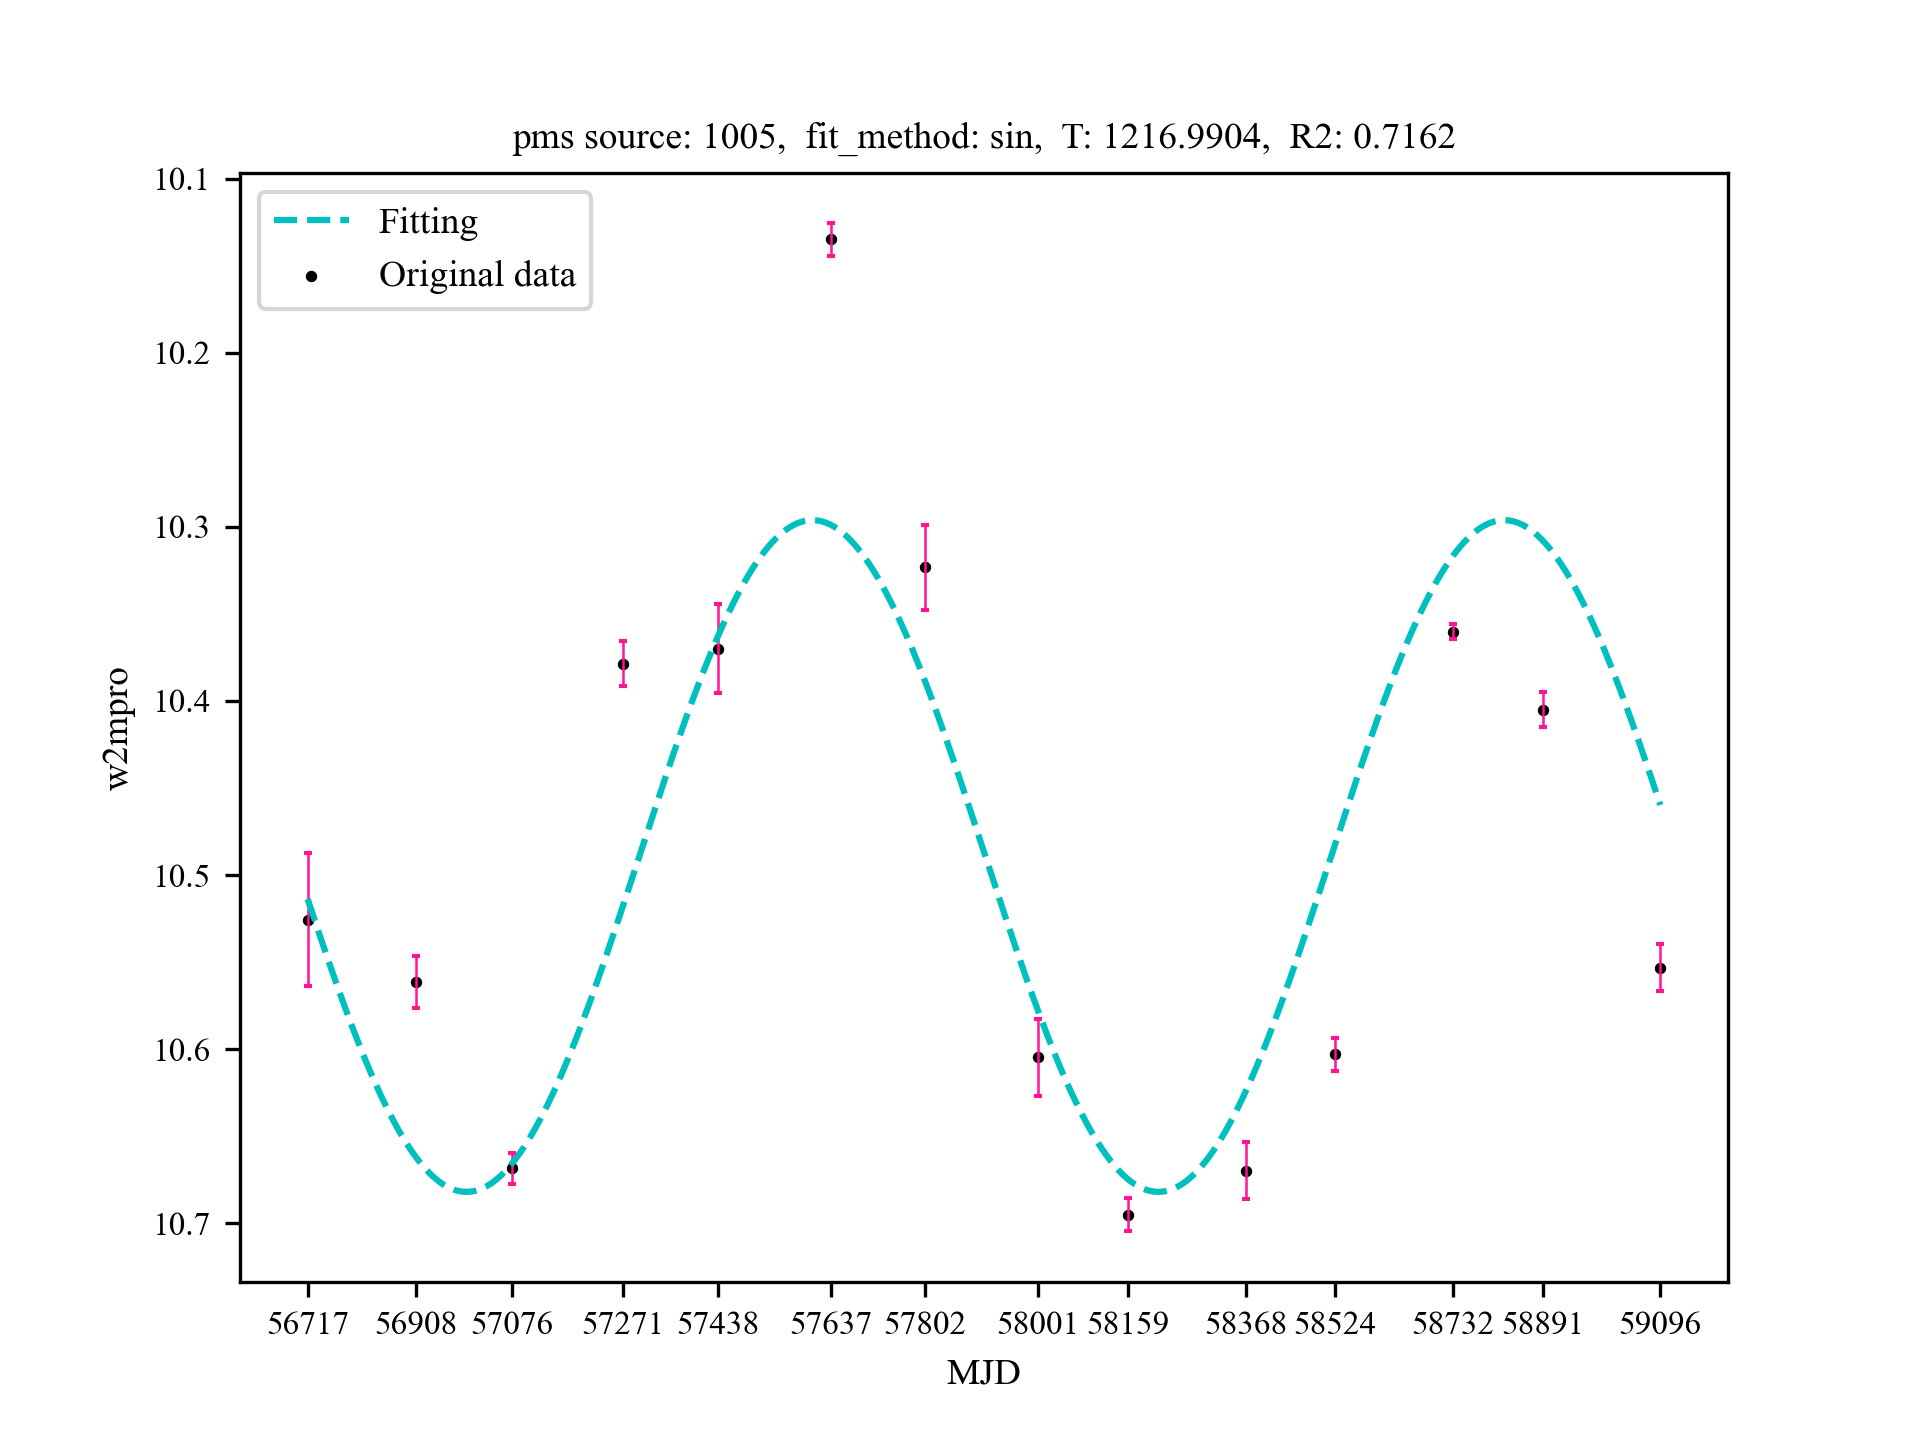 pms source: 1005,  fit_method: sin,  T: 1216.9904,  R2: 0.7162
10.1
Fitting
Original data
10.2
10.3
10.4
w2mpro
10.5
10.6
10.7
56717 56908 57076 57271 57438 57637 57802 58001 58159 58368 58524 58732 58891 59096
MJD